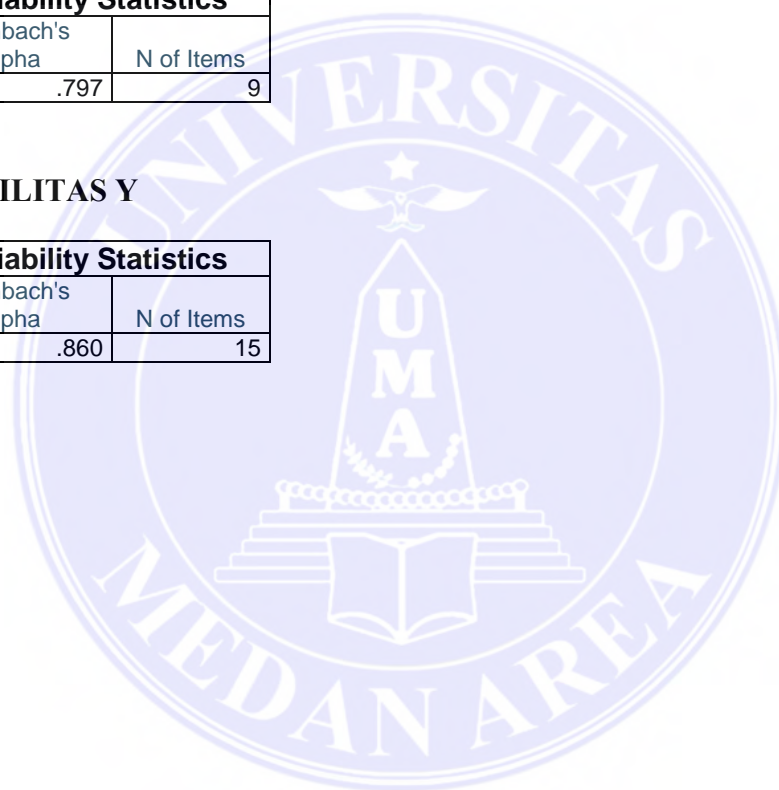 iability Statistics
bach's
pha N of Items
.797 9
ILITAS Y
iability Statistics
bach's
pha N of Items
.860 15
UNIVERSITAS
U
M
A
MEDAN AREA